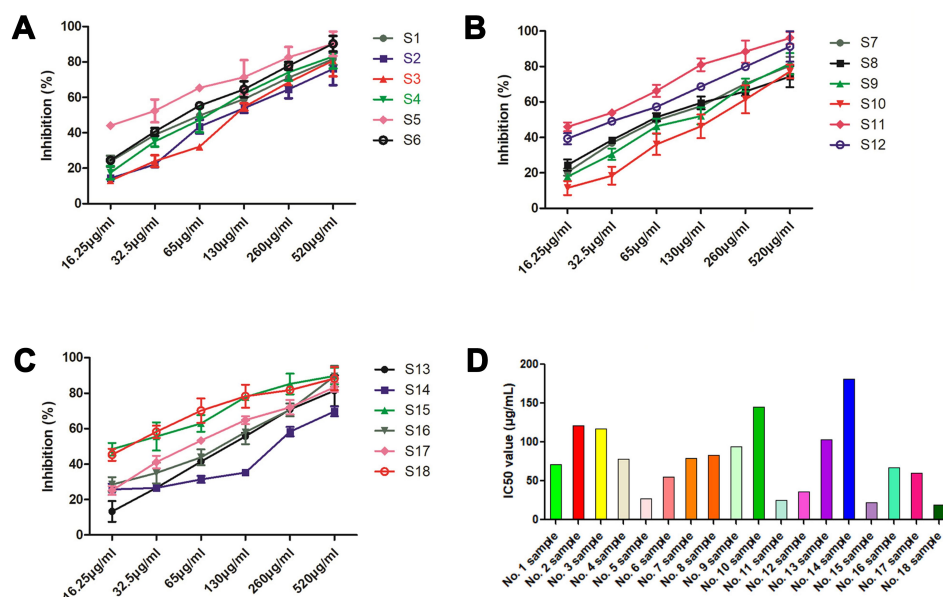 A
Inhibition (%)
100
80
60
40
20
0
16.25μg/ml
32.5μg/ml
65μg/ml
130μg/ml
260μg/ml
520μg/ml
S1
S2
S3
S4
S5
S6
B
Inhibition (%)
100
80
60
40
20
0
16.25μg/ml
32.5μg/ml
65μg/ml
130μg/ml
260μg/ml
520μg/ml
S7
S8
S9
S10
S11
S12
C
Inhibition (%)
100
80
60
40
20
0
16.25μg/ml
32.5μg/ml
65μg/ml
130μg/ml
260μg/ml
520μg/ml
S13
S14
S15
S16
S17
S18
D
IC50 value (μg/mL)
200
150
100
50
0
No. 1 sample
No. 2 sample
No. 3 sample
No. 4 sample
No. 5 sample
No. 6 sample
No. 7 sample
No. 8 sample
No. 9 sample
No. 10 sample
No. 11 sample
No. 12 sample
No. 13 sample
No. 14 sample
No. 15 sample
No. 16 sample
No. 17 sample
No. 18 sample